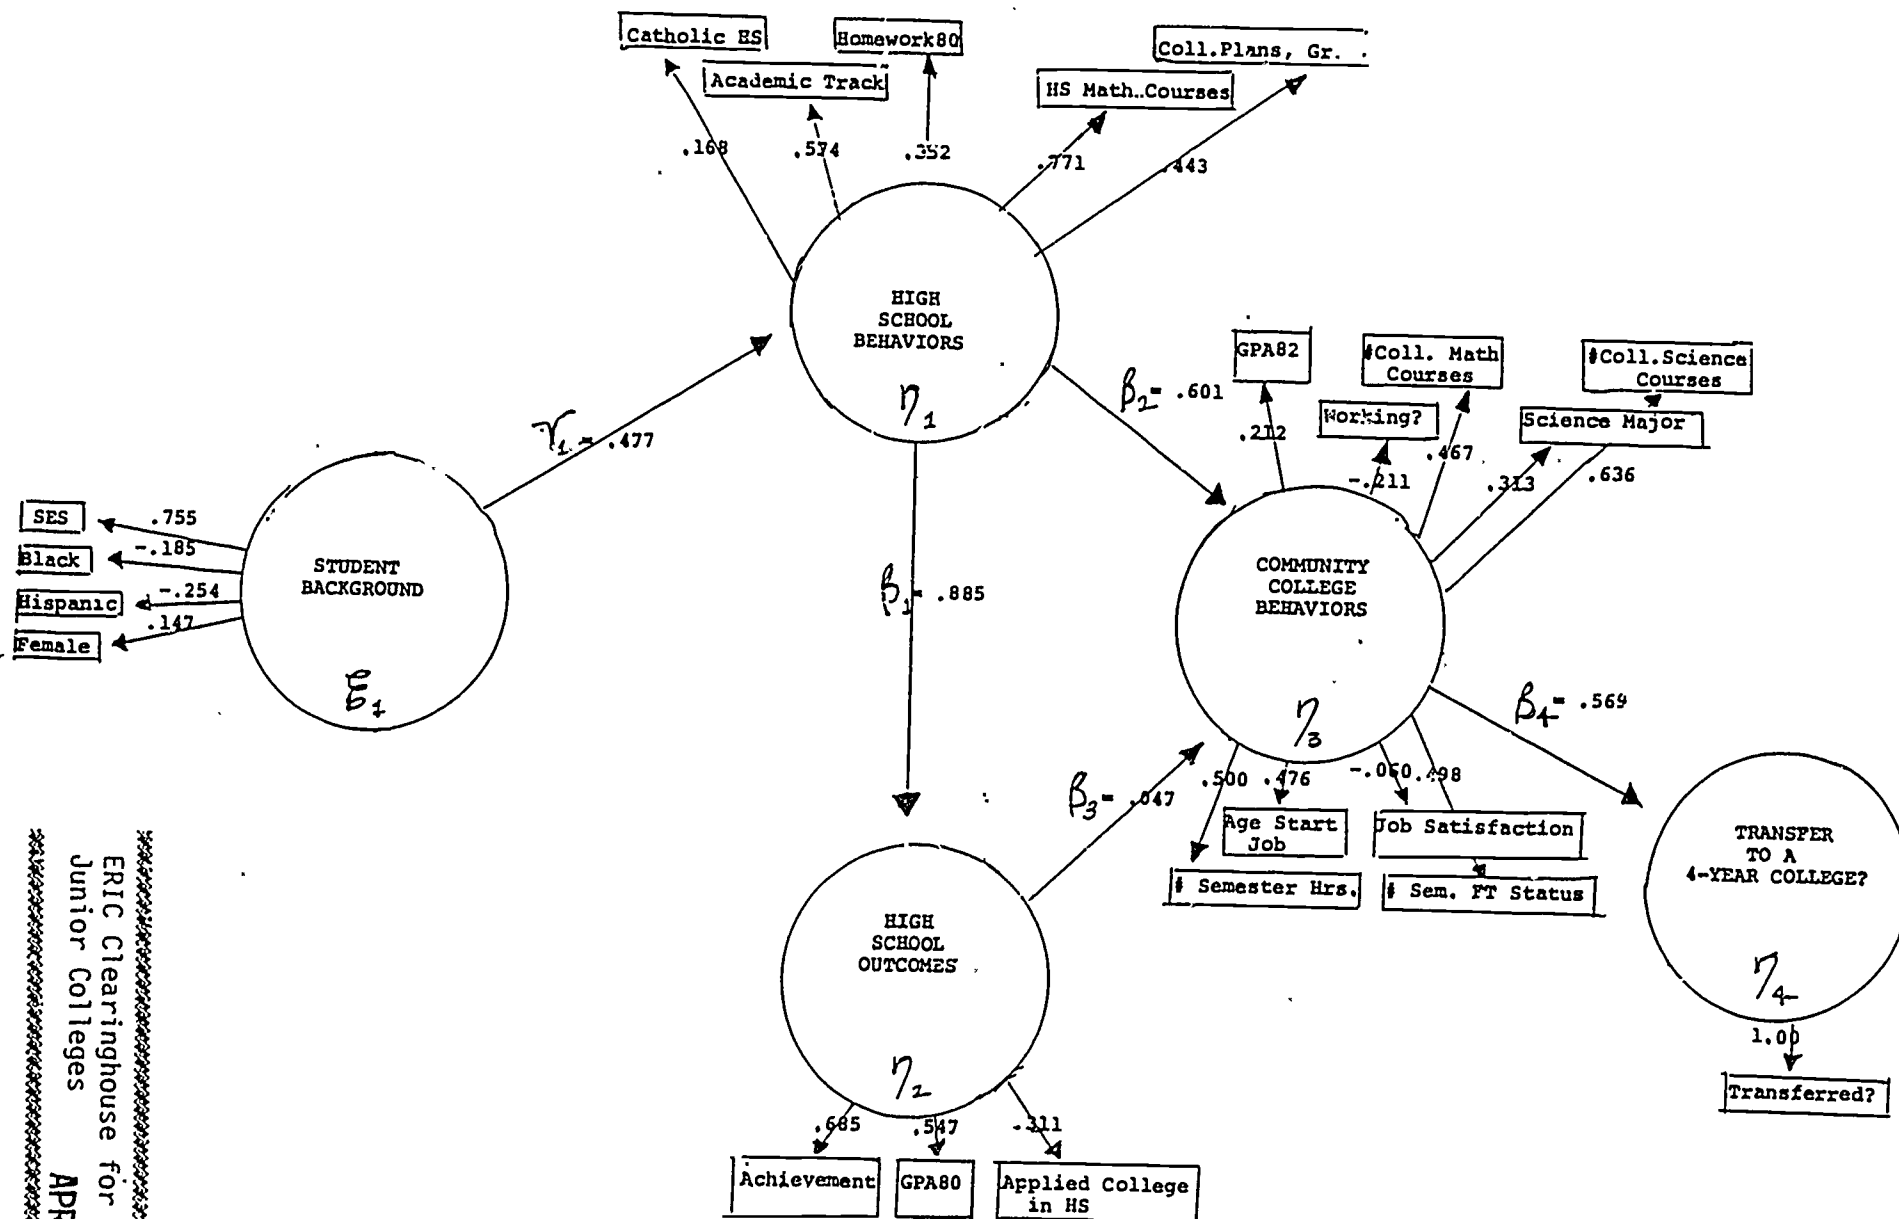 Catholic HS
Homework80
Coll.Plans, Gr.
Academic Track
HS Math..Courses
.168
.574
.352
.771
.443
HIGH
SCHOOL
BEHAVIORS
η1
γ1 = .477
β2 = .601
GPA82
#Coll. Math
Courses
#Coll.Science
Courses
Working?
Science Major
.212
-.211
.467
.313
.636
SES
.755
Black
-.185
Hispanic
-.254
Female
.147
STUDENT
BACKGROUND
ξ1
β1 = .885
COMMUNITY
COLLEGE
BEHAVIORS
η3
β4 = .569
β3 = .047
.500
.476
-.060
.498
Age Start
Job
Job Satisfaction
# Semester Hrs.
# Sem. FT Status
TRANSFER
TO A
4-YEAR COLLEGE?
η4
1.00
Transferred?
HIGH
SCHOOL
OUTCOMES
η2
.685
.547
.311
Achievement
GPA80
Applied College
in HS
ERIC Clearinghouse for
Junior Colleges